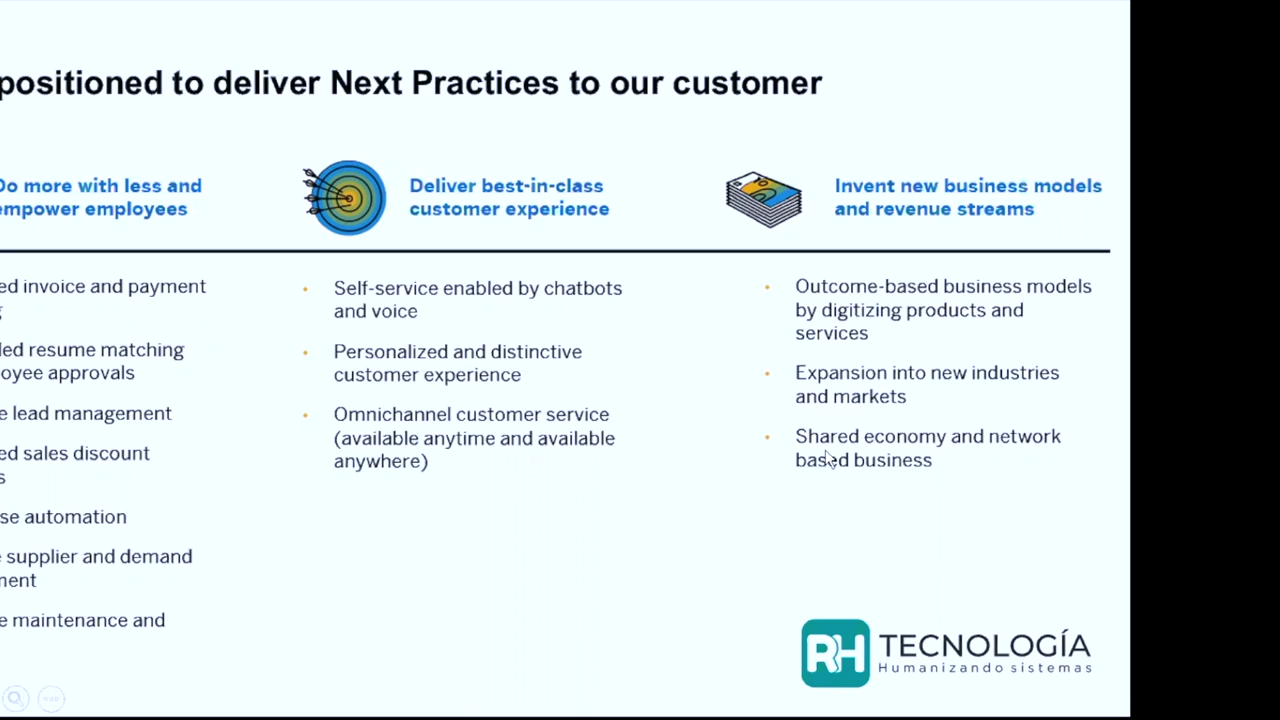 positioned to deliver Next Practices to our customer
Do more with less and
empower employees
ed invoice and payment
led resume matching
oyee approvals
e lead management
ed sales discount
s
se automation
e supplier and demand
ment
e maintenance and
Deliver best-in-class
customer experience
• Self-service enabled by chatbots
and voice
• Personalized and distinctive
customer experience
• Omnichannel customer service
(available anytime and available
anywhere)
Invent new business models
and revenue streams
• Outcome-based business models
by digitizing products and
services
• Expansion into new industries
and markets
• Shared economy and network
based business
RH TECNOLOGÍA
Humanizando sistemas